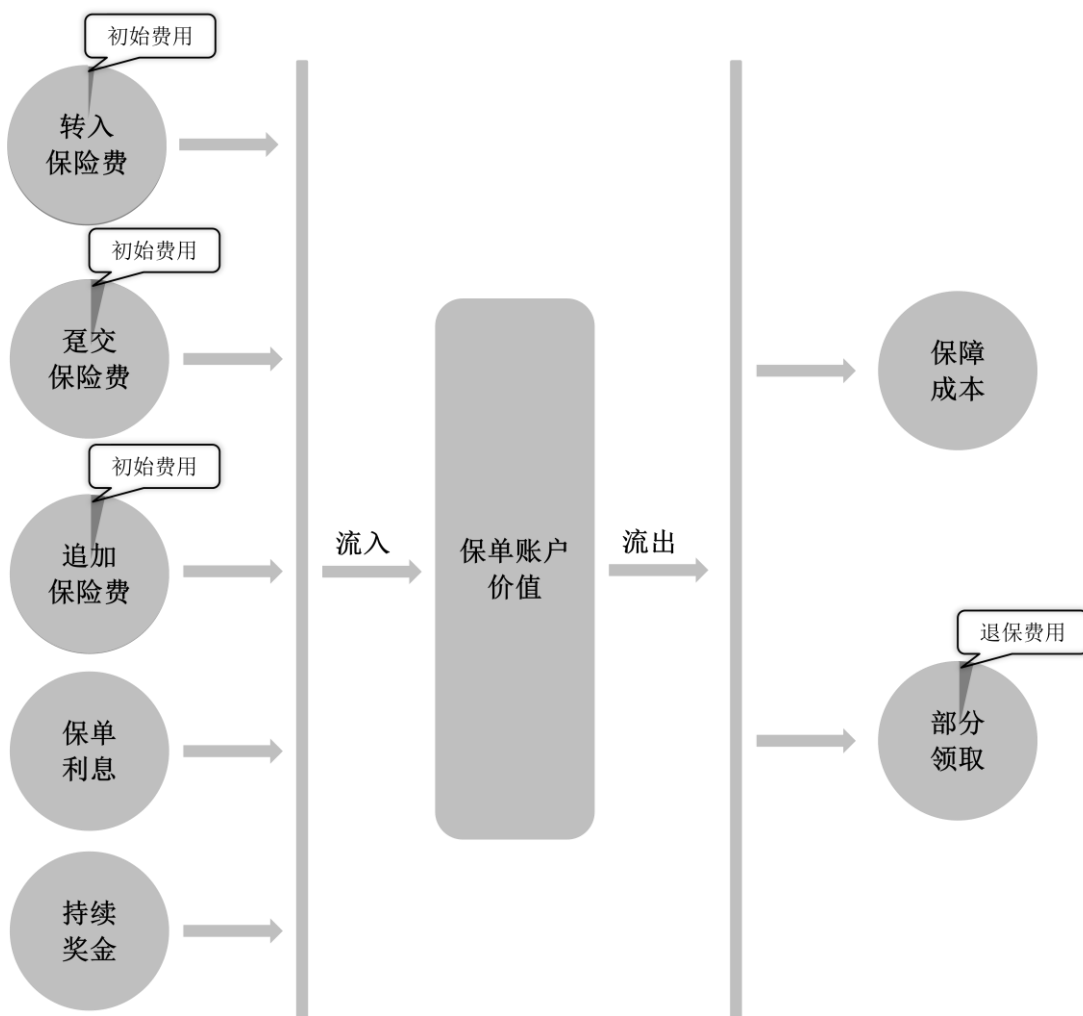 初始费用
转入
保险费
初始费用
趸交
保险费
初始费用
追加
保险费
保单
利息
持续
奖金
流入
保单账户
价值
流出
保障
成本
退保费用
部分
领取